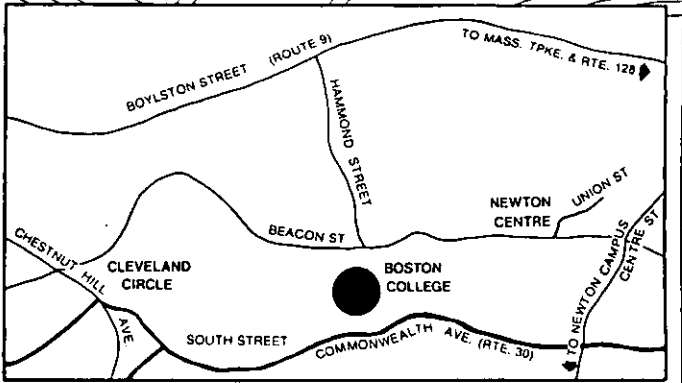 BOYLSTON STREET (ROUTE 9)
TO MASS. TPKE. & RTE. 128
HAMMOND STREET
UNION ST
NEWTON
CENTRE
BEACON ST
CHESTNUT HILL
AVE.
CLEVELAND
CIRCLE
BOSTON
COLLEGE
TO NEWTON CAMPUS
CENTRE ST
SOUTH STREET
COMMONWEALTH AVE. (RTE. 30)